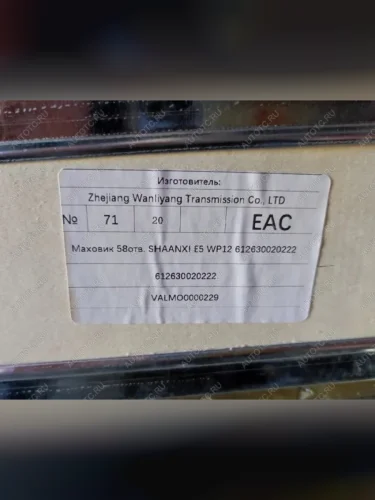 Изготовитель:
Zhejiang Wanliyang Transmission Co., LTD
№ 71 20 EAC
Маховик 58отв. SHAANXI E5 WP12 612630020222
612630020222
VALMO0000229